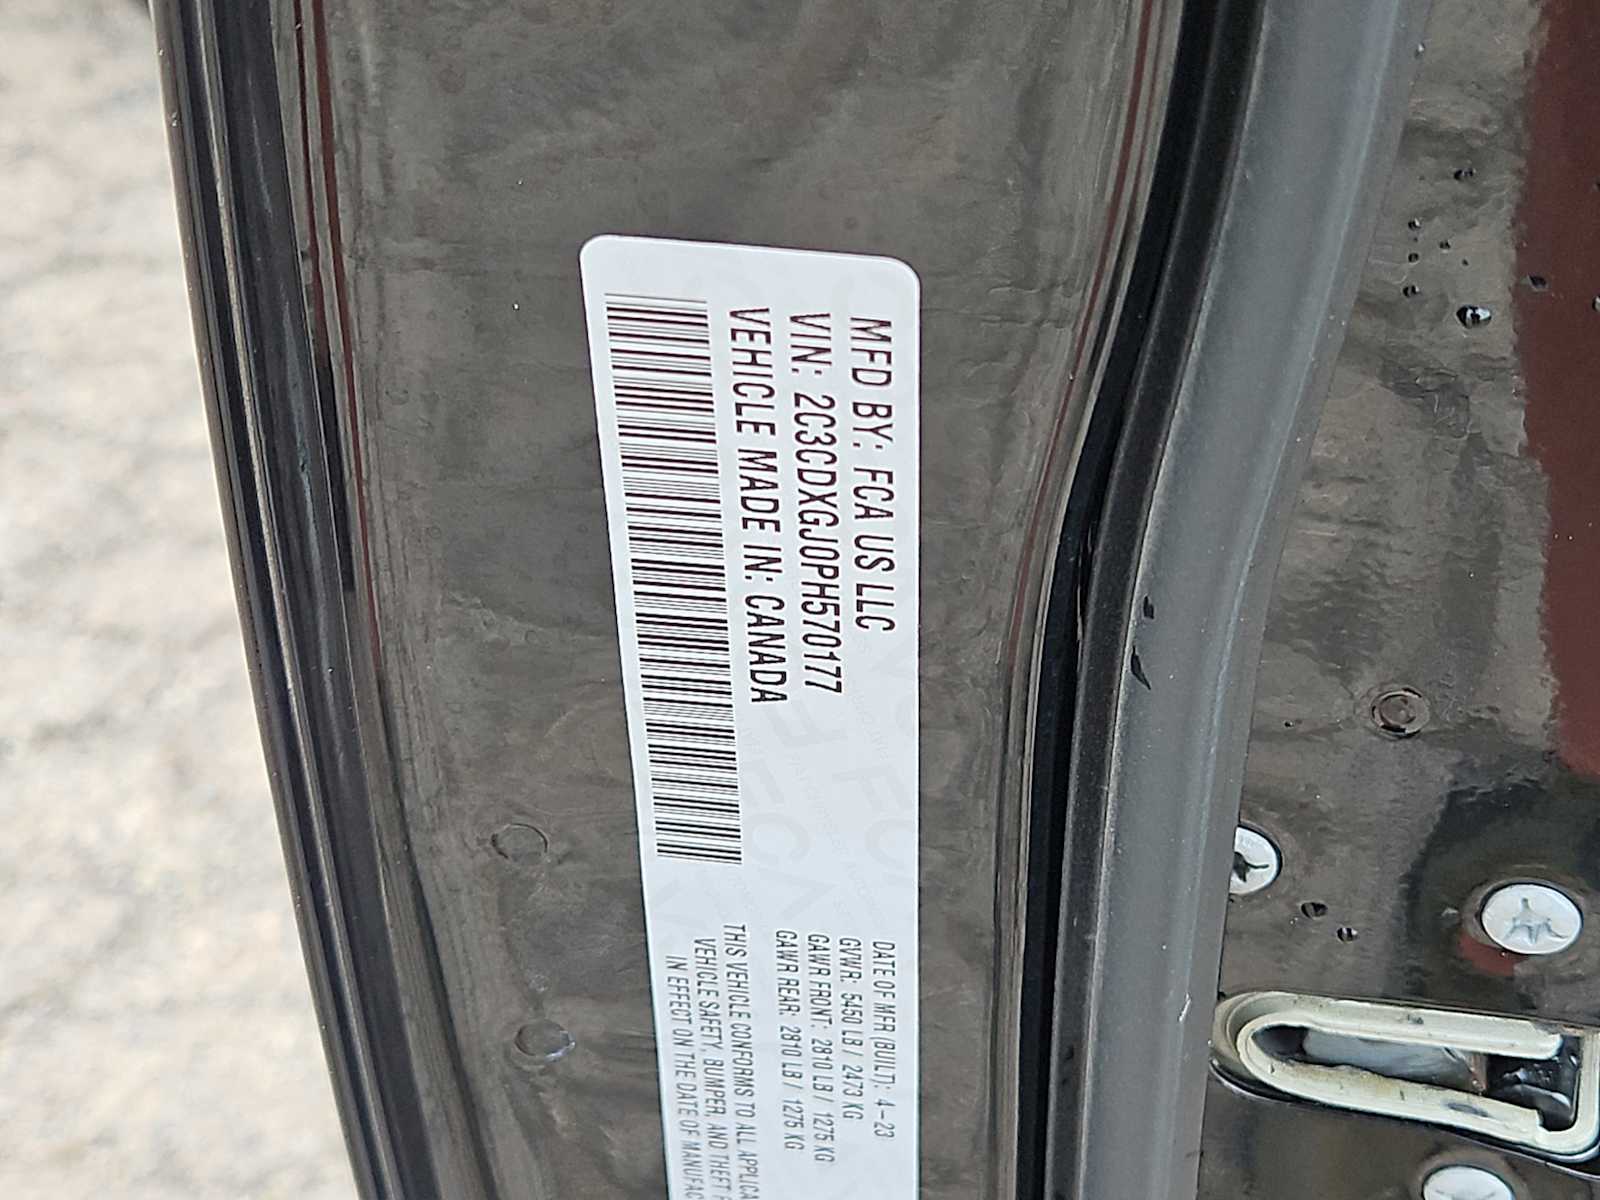 MFD BY: FCA US LLC
VIN: 2C3CDXGJ0PH570177
VEHICLE MADE IN: CANADA
DATE OF MFR (BUILT): 4-23
GVWR: 5450 LB / 2473 KG
GAWR FRONT: 2810 LB / 1275 KG
GAWR REAR: 2810 LB / 1275 KG
THIS VEHICLE CONFORMS TO ALL APPLICA
VEHICLE SAFETY, BUMPER, AND THEFT P
IN EFFECT ON THE DATE OF MANUFAC